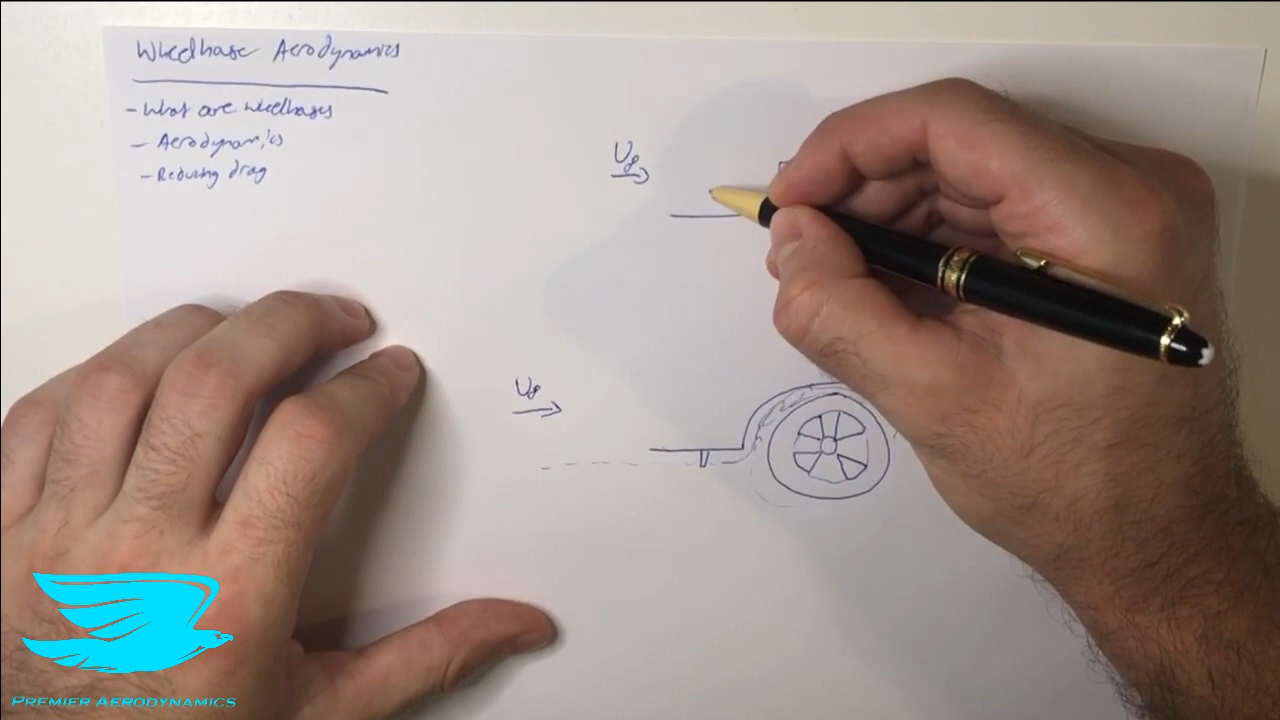 Wheelbase Aerodynamics
- What are wheelbases
- Aerodynamics
- Reducing drag
U∞
U∞
PREMIER AERODYNAMICS